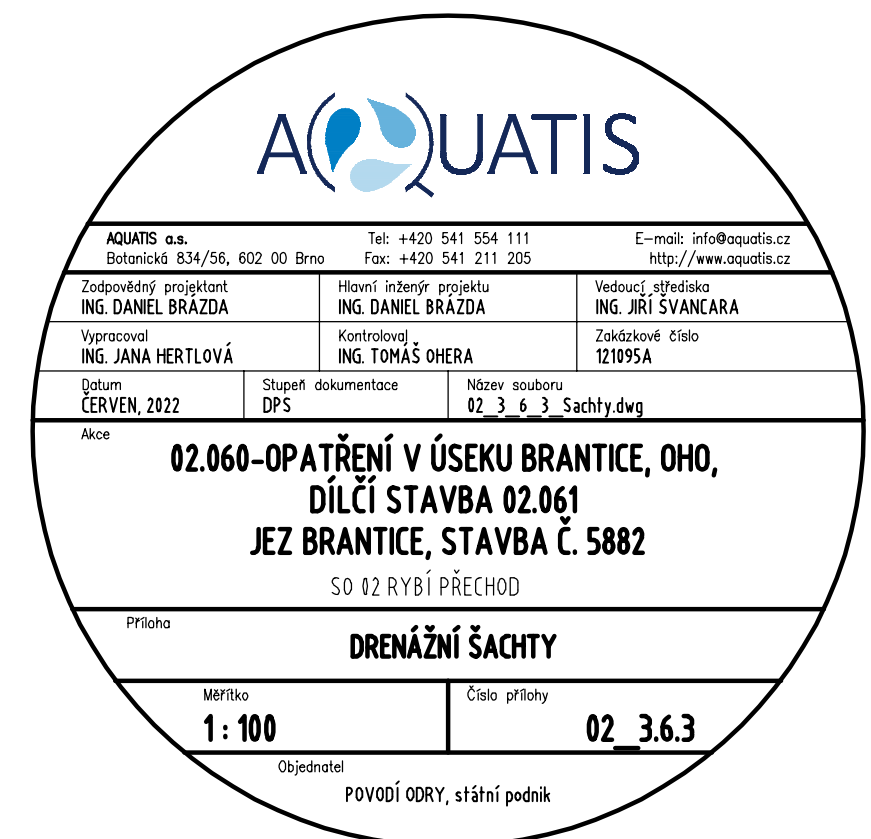 AQUATIS
AQUATIS a.s. Tel: +420 541 554 111 E-mail: info@aquatis.cz
Botanická 834/56, 602 00 Brno Fax: +420 541 211 205 http://www.aquatis.cz
Zodpovědný projektant Hlavní inženýr projektu Vedoucí střediska
ING. DANIEL BRÁZDA ING. DANIEL BRÁZDA ING. JIŘÍ ŠVANCARA
Vypracoval Kontroloval Zakázkové číslo
ING. JANA HERTLOVÁ ING. TOMÁŠ OHERA 121095A
Datum Stupeň dokumentace Název souboru
ČERVEN, 2022 DPS 02_3_6_3_Sachty.dwg
Akce
02.060-OPATŘENÍ V ÚSEKU BRANTICE, OHO,
DÍLČÍ STAVBA 02.061
JEZ BRANTICE, STAVBA Č. 5882
SO 02 RYBÍ PŘECHOD
Příloha
DRENÁŽNÍ ŠACHTY
Měřítko Číslo přílohy
1 : 100 02_3.6.3
Objednatel
POVODÍ ODRY, státní podnik